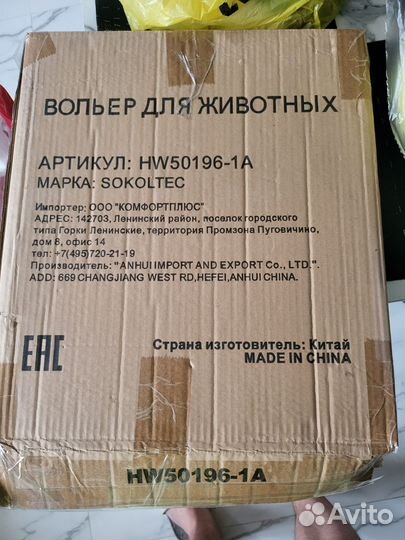 ВОЛЬЕР ДЛЯ ЖИВОТНЫХ
АРТИКУЛ: HW50196-1A
МАРКА: SOKOLTEC
Импортер: ООО "КОМФОРТПЛЮС"
АДРЕС: 142703, Ленинский район, поселок городского
типа Горки Ленинские, территория Промзона Пуговичино,
дом 8, офис 14
тел: +7(495)720-21-19
Производитель: "ANHUI IMPORT AND EXPORT Co., LTD.".
ADD: 669 CHANGJIANG WEST RD,HEFEI,ANHUI CHINA.
EAC
Страна изготовитель: Китай
MADE IN CHINA
HW50196-1A
Avito